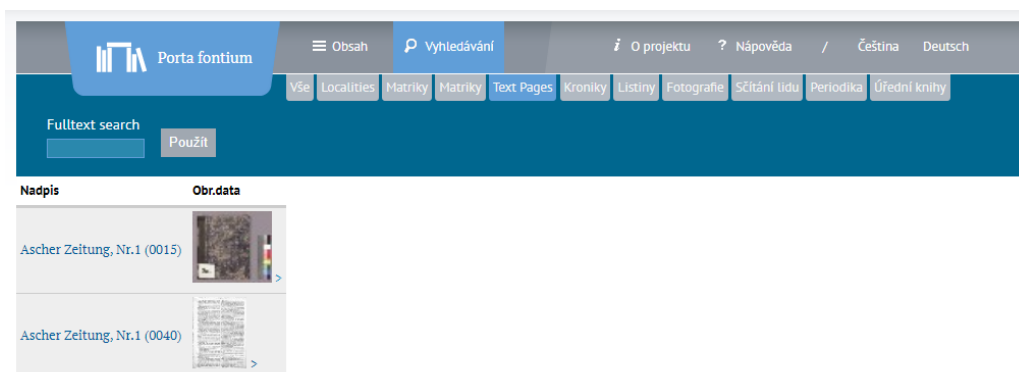 Porta fontium
Obsah
Vyhledávání
i O projektu
? Nápověda
/
Čeština
Deutsch
Vše Localities Matriky Matriky Text Pages Kroniky Listiny Fotografie Sčítání lidu Periodika Úřední knihy
Fulltext search
Použít
Nadpis Obr.data
Ascher Zeitung, Nr.1 (0015)
>
Ascher Zeitung, Nr.1 (0040)
>